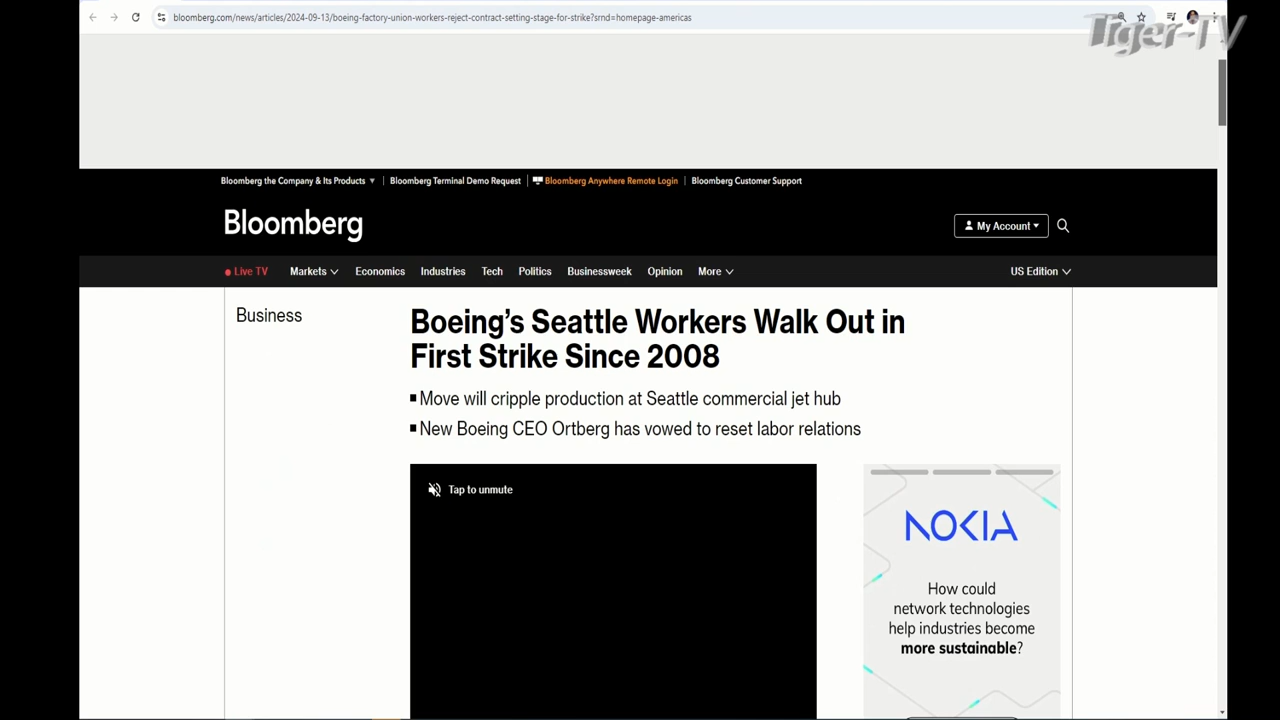 bloomberg.com/news/articles/2024-09-13/boeing-factory-union-workers-reject-contract-setting-stage-for-strike?srnd=homepage-americas
Tiger-TV
Bloomberg the Company & Its Products
Bloomberg Terminal Demo Request
Bloomberg Anywhere Remote Login
Bloomberg Customer Support
Bloomberg
My Account
Live TV
Markets
Economics
Industries
Tech
Politics
Businessweek
Opinion
More
US Edition
Business
Boeing’s Seattle Workers Walk Out in
First Strike Since 2008
Move will cripple production at Seattle commercial jet hub
New Boeing CEO Ortberg has vowed to reset labor relations
Tap to unmute
NOKIA
How could
network technologies
help industries become
more sustainable?